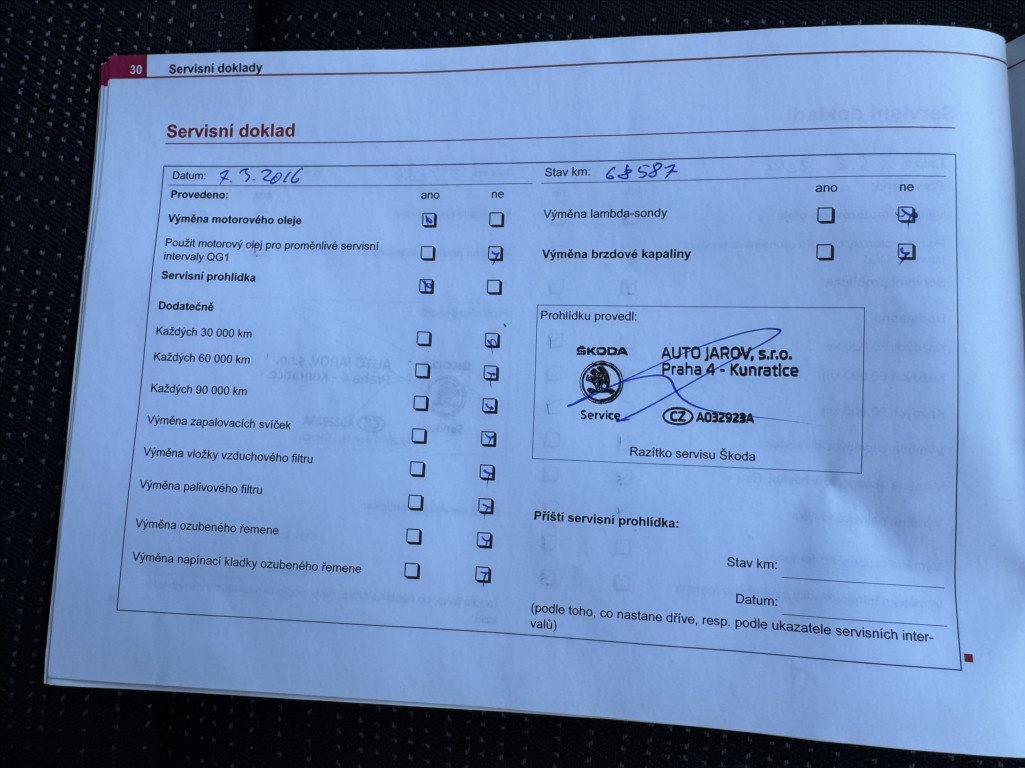 30 Servisní doklady
Servisní doklad
Datum: 7.3.2016
Provedeno: ano ne
Výměna motorového oleje
Použit motorový olej pro proměnlivé servisní
intervaly QG1
Servisní prohlídka
Dodatečně
Každých 30 000 km
Každých 60 000 km
Každých 90 000 km
Výměna zapalovacích svíček
Výměna vložky vzduchového filtru
Výměna palivového filtru
Výměna ozubeného řemene
Výměna napínací kladky ozubeného řemene
Stav km: 68587
ano ne
Výměna lambda-sondy
Výměna brzdové kapaliny
Prohlídku provedl:
ŠKODA
Service
AUTO JAROV, s.r.o.
Praha 4 - Kunratice
CZ A032923A
Razítko servisu Škoda
Příští servisní prohlídka:
Stav km:
Datum:
(podle toho, co nastane dříve, resp. podle ukazatele servisních inter-
valů)